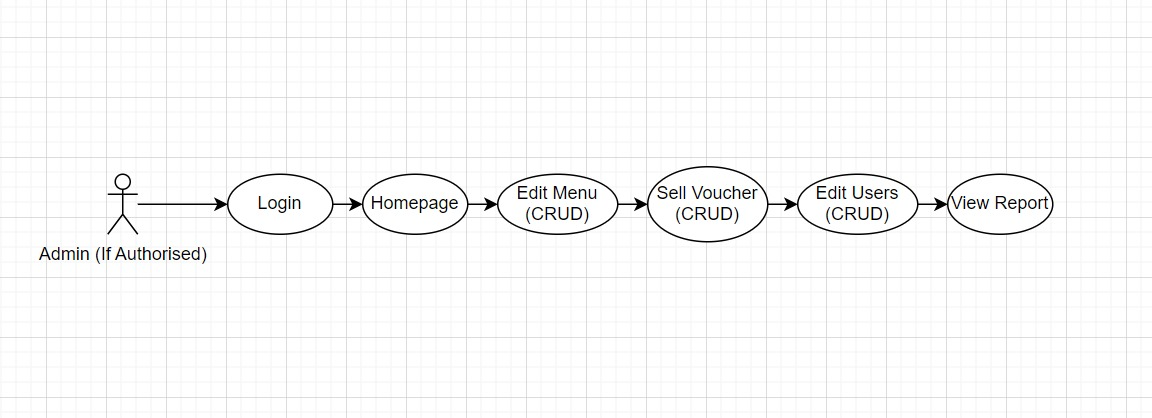 Login
Homepage
Edit Menu
(CRUD)
Sell Voucher
(CRUD)
Edit Users
(CRUD)
View Report
Admin (If Authorised)